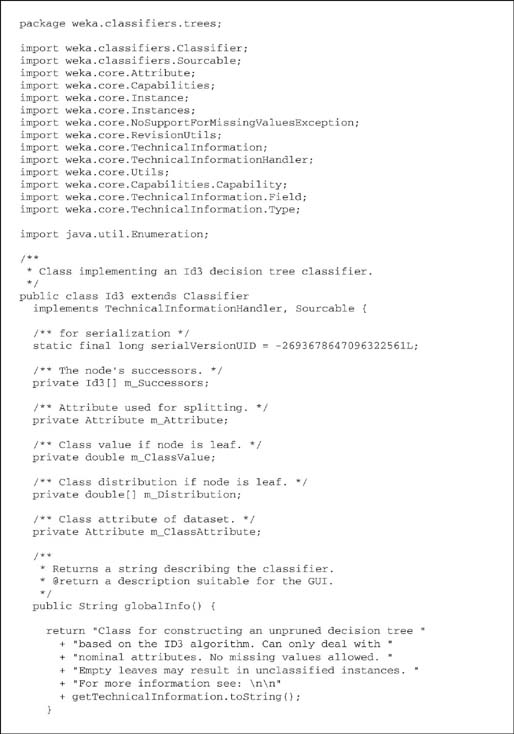 package weka.classifiers.trees;

import weka.classifiers.Classifier;
import weka.classifiers.Sourcable;
import weka.core.Attribute;
import weka.core.Capabilities;
import weka.core.Instance;
import weka.core.Instances;
import weka.core.NoSupportForMissingValuesException;
import weka.core.RevisionUtils;
import weka.core.TechnicalInformation;
import weka.core.TechnicalInformationHandler;
import weka.core.Utils;
import weka.core.Capabilities.Capability;
import weka.core.TechnicalInformation.Field;
import weka.core.TechnicalInformation.Type;

import java.util.Enumeration;

/**
 * Class implementing an Id3 decision tree classifier.
 */
public class Id3 extends Classifier
  implements TechnicalInformationHandler, Sourcable {

  /** for serialization */
  static final long serialVersionUID = -2693678647096322561L;

  /** The node's successors. */
  private Id3[] m_Successors;

  /** Attribute used for splitting. */
  private Attribute m_Attribute;

  /** Class value if node is leaf. */
  private double m_ClassValue;

  /** Class distribution if node is leaf. */
  private double[] m_Distribution;

  /** Class attribute of dataset. */
  private Attribute m_ClassAttribute;

  /**
   * Returns a string describing the classifier.
   * @return a description suitable for the GUI.
   */
  public String globalInfo() {

    return "Class for constructing an unpruned decision tree "
      + "based on the ID3 algorithm. Can only deal with "
      + "nominal attributes. No missing values allowed. "
      + "Empty leaves may result in unclassified instances. "
      + "For more information see: \n\n"
      + getTechnicalInformation.toString();
    }